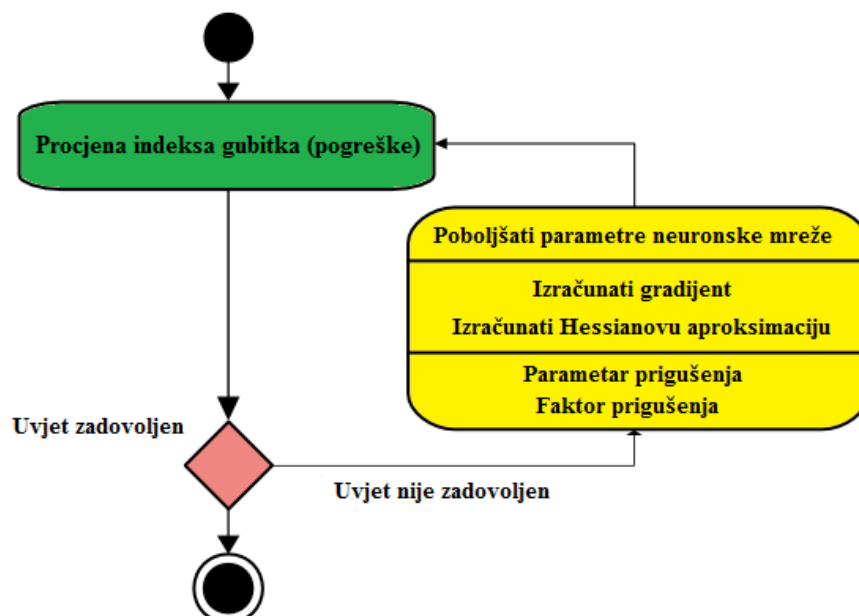 Procjena indeksa gubitka (pogreške)
Poboljšati parametre neuronske mreže
Izračunati gradijent
Izračunati Hessianovu aproksimaciju
Parametar prigušenja
Faktor prigušenja
Uvjet zadovoljen
Uvjet nije zadovoljen